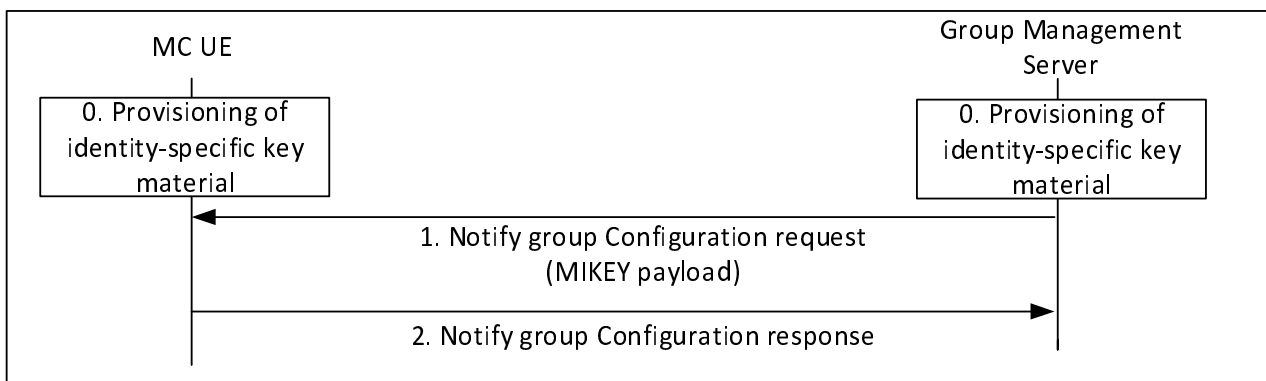 MC UE
Group Management
Server
0. Provisioning of
identity-specific key
material
0. Provisioning of
identity-specific key
material
1. Notify group Configuration request
(MIKEY payload)
2. Notify group Configuration response